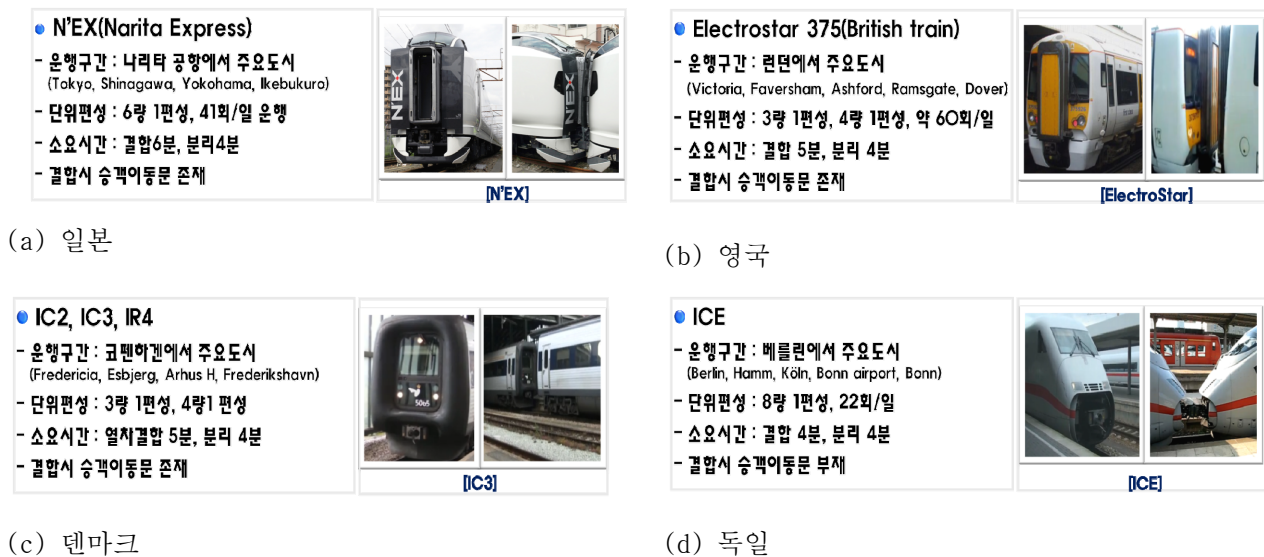 N'EX(Narita Express)
- 운행구간 : 나리타 공항에서 주요도시
(Tokyo, Shinagawa, Yokohama, Ikebukuro)
- 단위편성 : 6량 1편성, 41회/일 운행
- 소요시간 : 결합6분, 분리4분
- 결합시 승객이동문 존재
NEX
[N'EX]
(a) 일본
Electrostar 375(British train)
- 운행구간 : 런던에서 주요도시
(Victoria, Faversham, Ashford, Ramsgate, Dover)
- 단위편성 : 3량 1편성, 4량 1편성, 약 60회/일
- 소요시간 : 결합 5분, 분리 4분
- 결합시 승객이동문 존재
[ElectroStar]
(b) 영국
IC2, IC3, IR4
- 운행구간 : 코펜하겐에서 주요도시
(Fredericia, Esbjerg, Arhus H, Frederikshavn)
- 단위편성 : 3량 1편성, 4량1 편성
- 소요시간 : 열차결합 5분, 분리 4분
- 결합시 승객이동문 존재
5065
[IC3]
(c) 덴마크
ICE
- 운행구간 : 베를린에서 주요도시
(Berlin, Hamm, Köln, Bonn airport, Bonn)
- 단위편성 : 8량 1편성, 22회/일
- 소요시간 : 결합 4분, 분리 4분
- 결합시 승객이동문 부재
[ICE]
(d) 독일